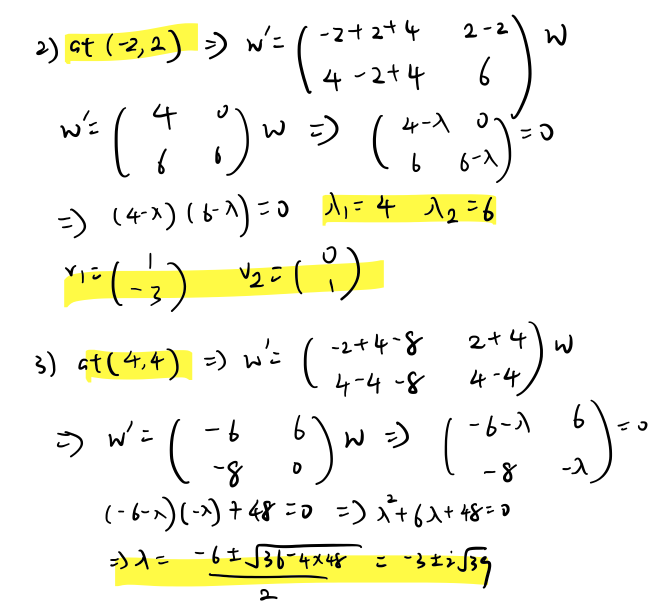 2) at (-2, 2) ⇒ w' = ( -2+2+4 2-2 ; 4-2+4 6 ) w
w' = ( 4 0 ; 6 6 ) w ⇒ ( 4-λ 0 ; 6 6-λ ) = 0
⇒ (4-λ)(6-λ) = 0 λ₁ = 4 λ₂ = 6
v₁ = ( 1 ; -3 ) v₂ = ( 0 ; 1 )
3) at (4, 4) ⇒ w' = ( -2+4-8 2+4 ; 4-4-8 4-4 ) w
⇒ w' = ( -6 6 ; -8 0 ) w ⇒ ( -6-λ 6 ; -8 -λ ) = 0
(-6-λ)(-λ) + 48 = 0 ⇒ λ² + 6λ + 48 = 0
⇒ λ = (-6 ± √(36-4×48)) / 2 = -3 ± i√39